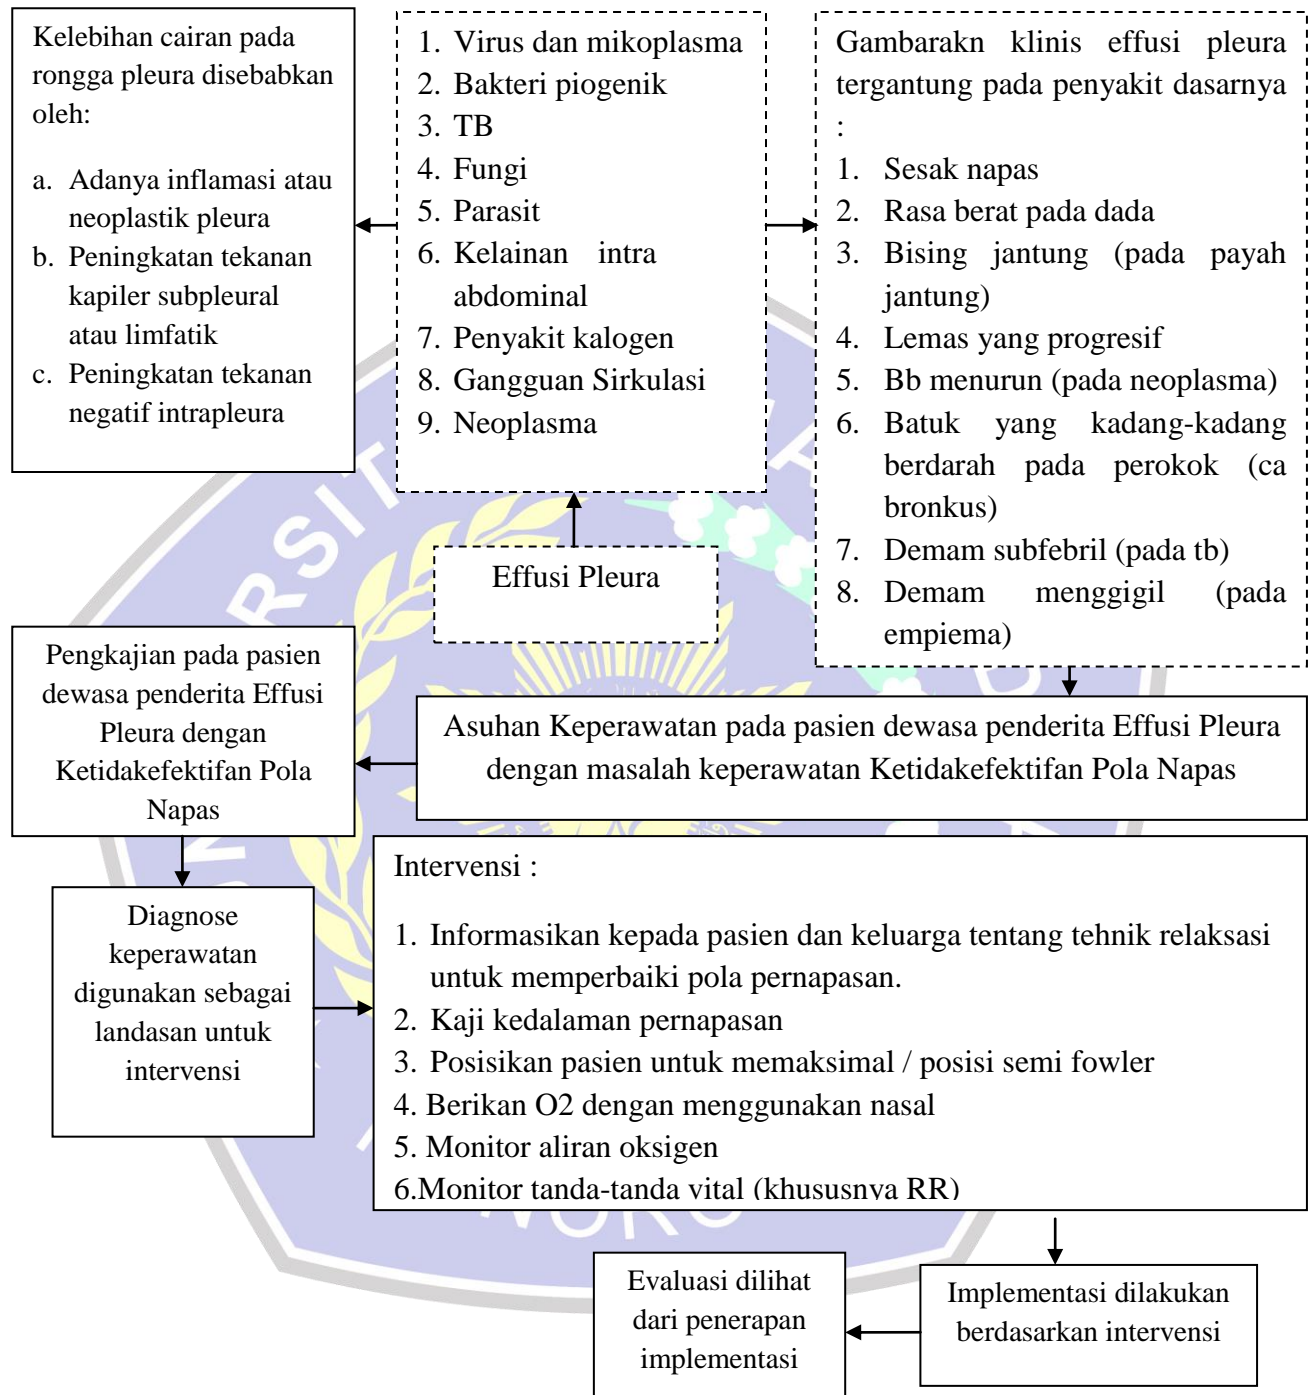 Kelebihan cairan pada
rongga pleura disebabkan
oleh:
a. Adanya inflamasi atau
neoplastik pleura
b. Peningkatan tekanan
kapiler subpleural
atau limfatik
c. Peningkatan tekanan
negatif intrapleura
1. Virus dan mikoplasma
2. Bakteri piogenik
3. TB
4. Fungi
5. Parasit
6. Kelainan intra
abdominal
7. Penyakit kalogen
8. Gangguan Sirkulasi
9. Neoplasma
Gambarakn klinis effusi pleura
tergantung pada penyakit dasarnya
:
1. Sesak napas
2. Rasa berat pada dada
3. Bising jantung (pada payah
jantung)
4. Lemas yang progresif
5. Bb menurun (pada neoplasma)
6. Batuk yang kadang-kadang
berdarah pada perokok (ca
bronkus)
7. Demam subfebril (pada tb)
8. Demam menggigil (pada
empiema)
Effusi Pleura
Pengkajian pada pasien
dewasa penderita Effusi
Pleura dengan
Ketidakefektifan Pola
Napas
Asuhan Keperawatan pada pasien dewasa penderita Effusi Pleura
dengan masalah keperawatan Ketidakefektifan Pola Napas
Diagnose
keperawatan
digunakan sebagai
landasan untuk
intervensi
Intervensi :
1. Informasikan kepada pasien dan keluarga tentang tehnik relaksasi
untuk memperbaiki pola pernapasan.
2. Kaji kedalaman pernapasan
3. Posisikan pasien untuk memaksimal / posisi semi fowler
4. Berikan O2 dengan menggunakan nasal
5. Monitor aliran oksigen
6.Monitor tanda-tanda vital (khususnya RR)
Evaluasi dilihat
dari penerapan
implementasi
Implementasi dilakukan
berdasarkan intervensi